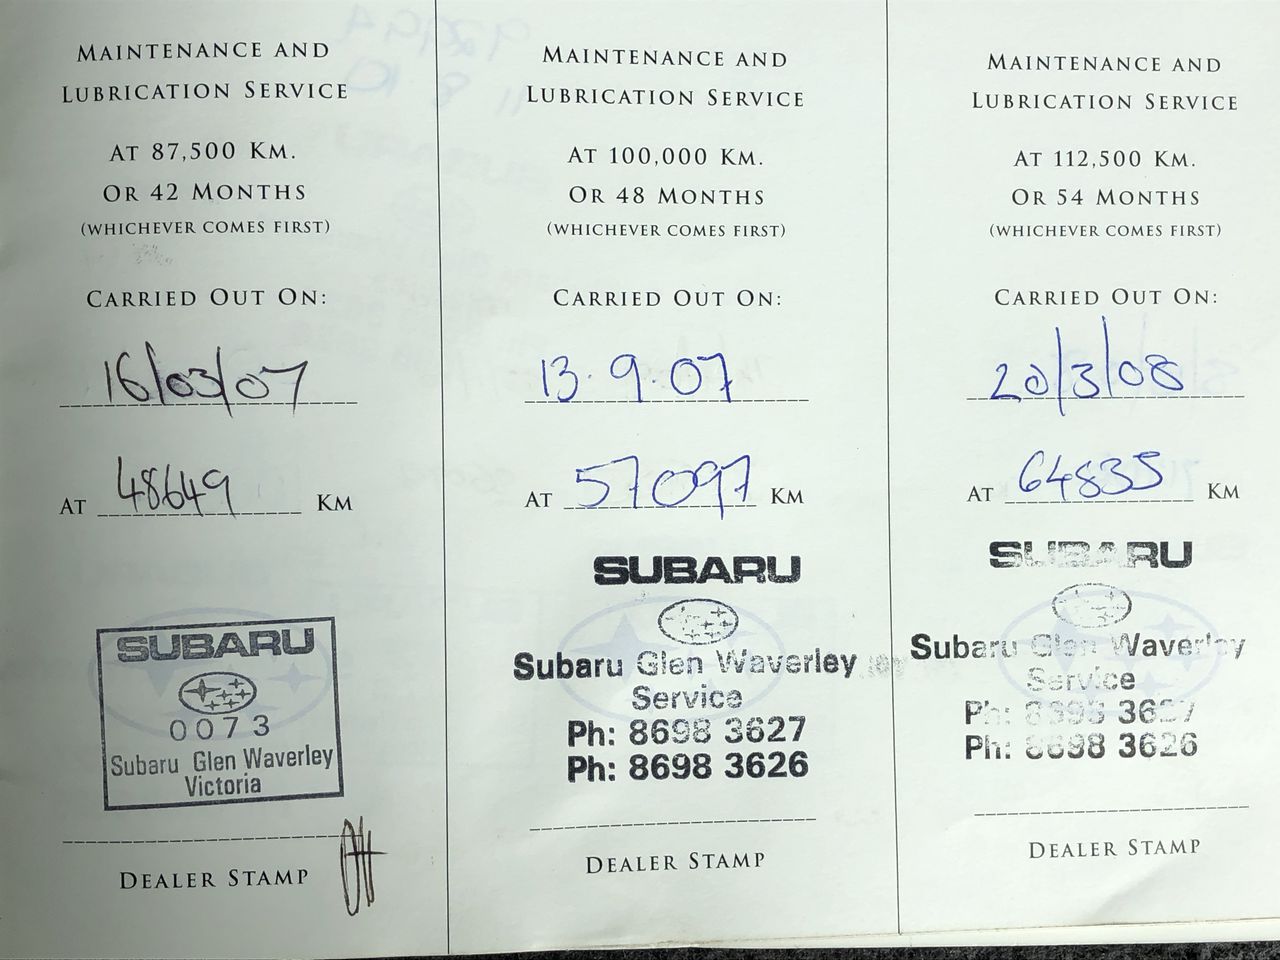 MAINTENANCE AND
LUBRICATION SERVICE
AT 87,500 KM.
OR 42 MONTHS
(WHICHEVER COMES FIRST)
CARRIED OUT ON:
16/03/07
AT 48649 KM
SUBARU
0073
Subaru Glen Waverley
Victoria
DEALER STAMP
MAINTENANCE AND
LUBRICATION SERVICE
AT 100,000 KM.
OR 48 MONTHS
(WHICHEVER COMES FIRST)
CARRIED OUT ON:
13.9.07
AT 57097 KM
SUBARU
Subaru Glen Waverley
Service
Ph: 8698 3627
Ph: 8698 3626
DEALER STAMP
MAINTENANCE AND
LUBRICATION SERVICE
AT 112,500 KM.
OR 54 MONTHS
(WHICHEVER COMES FIRST)
CARRIED OUT ON:
20/3/08
AT 64835 KM
SUBARU
Subaru Glen Waverley
Service
Ph: 8698 3627
Ph: 8698 3626
DEALER STAMP